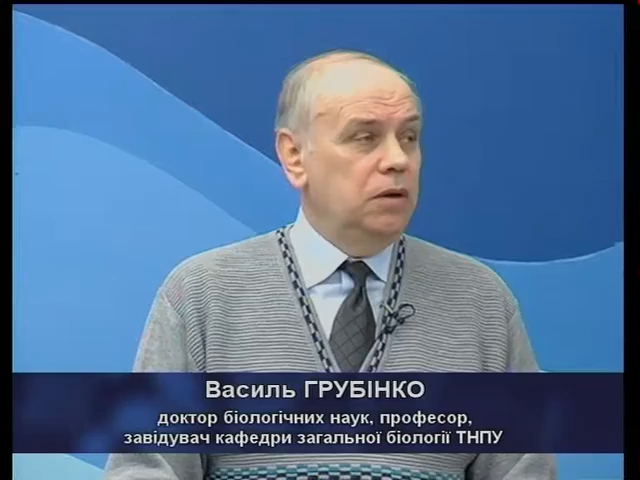 Василь ГРУБІНКО
доктор біологічних наук, професор,
завідувач кафедри загальної біології ТНПУ